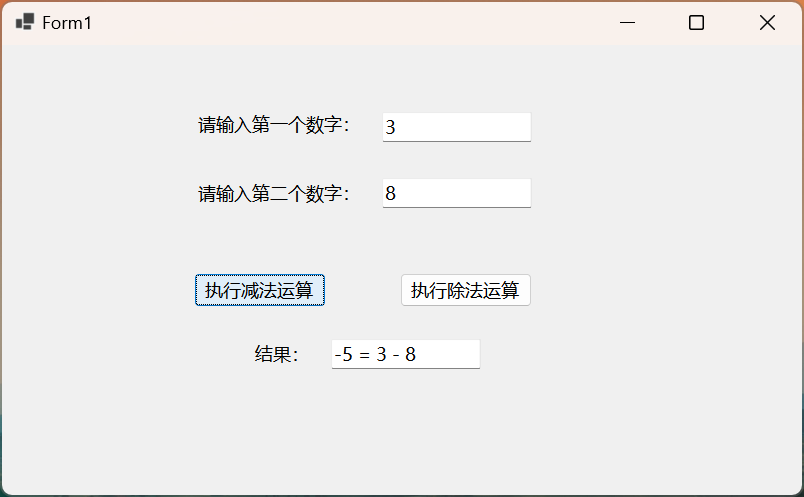 Form1
请输入第一个数字： 3
请输入第二个数字： 8
执行减法运算 执行除法运算
结果： -5 = 3 - 8